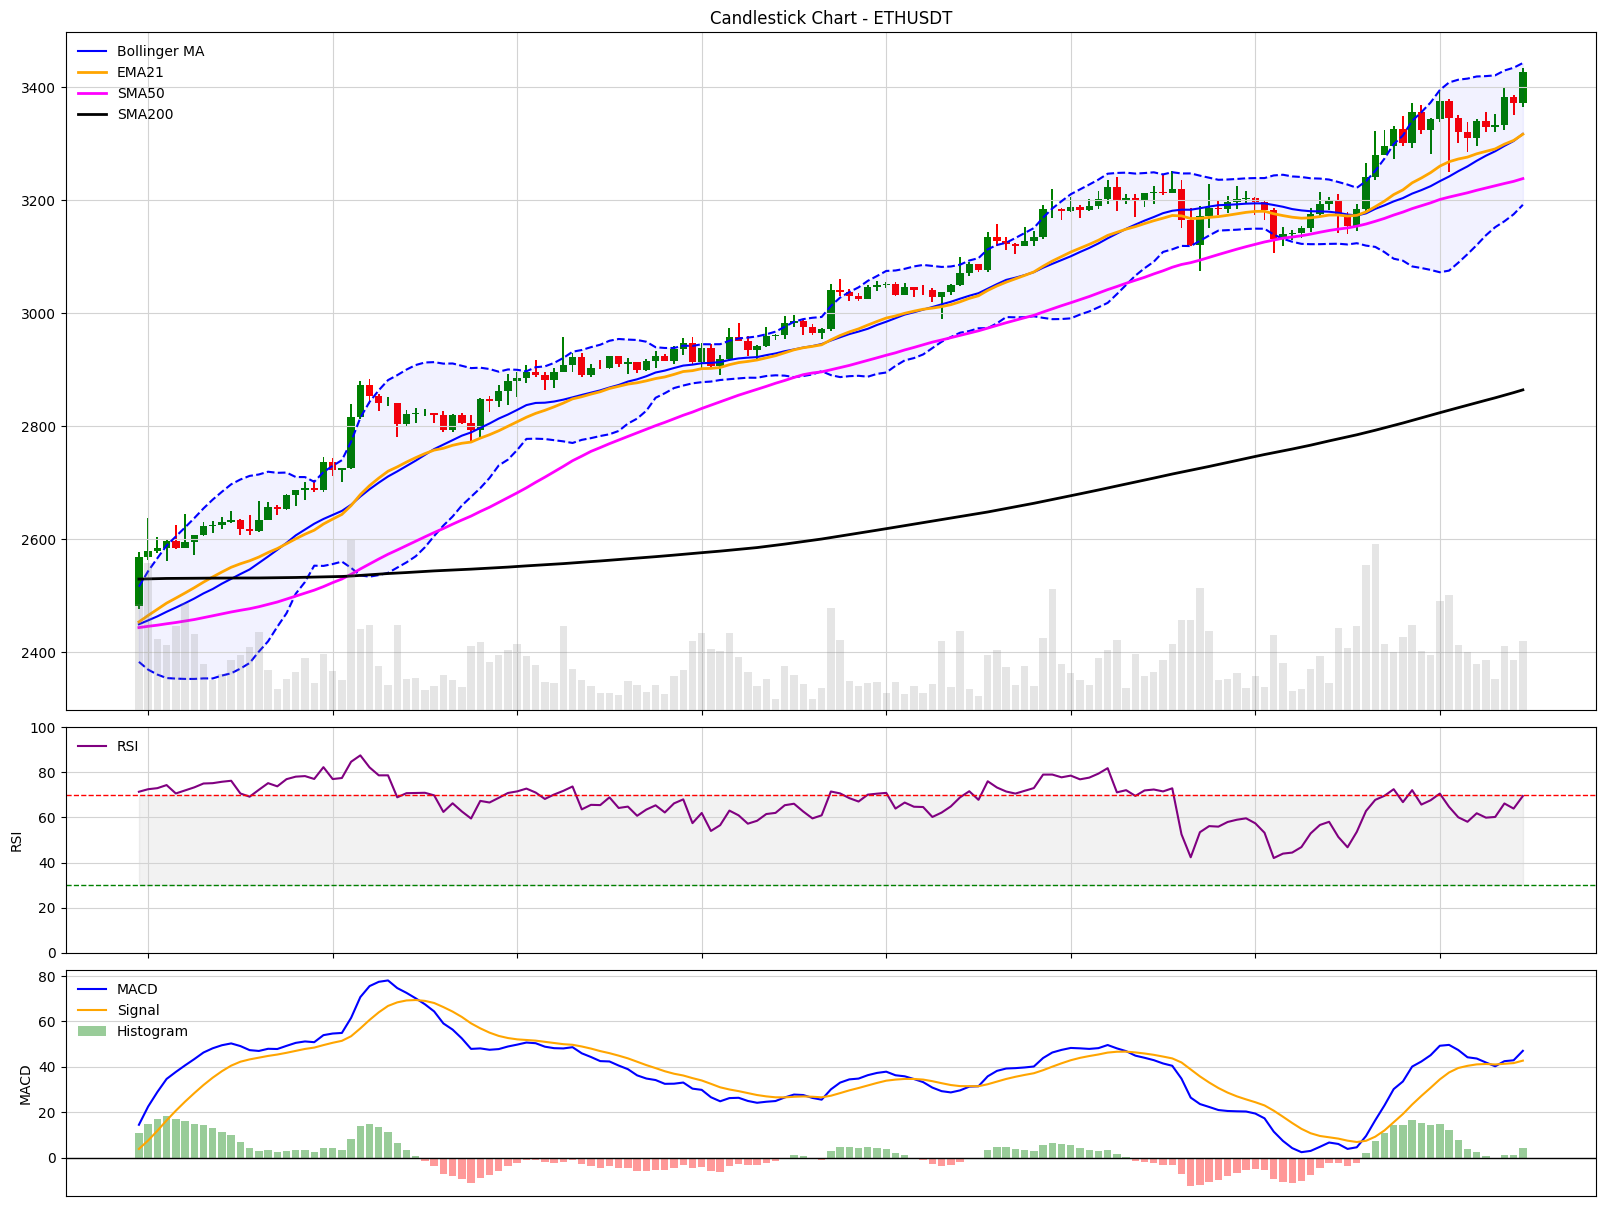 Candlestick Chart - ETHUSDT
Bollinger MA
EMA21
SMA50
SMA200
3400
3200
3000
2800
2600
2400
100
80
60
40
20
0
RSI
RSI
80
60
40
20
0
MACD
MACD
Signal
Histogram